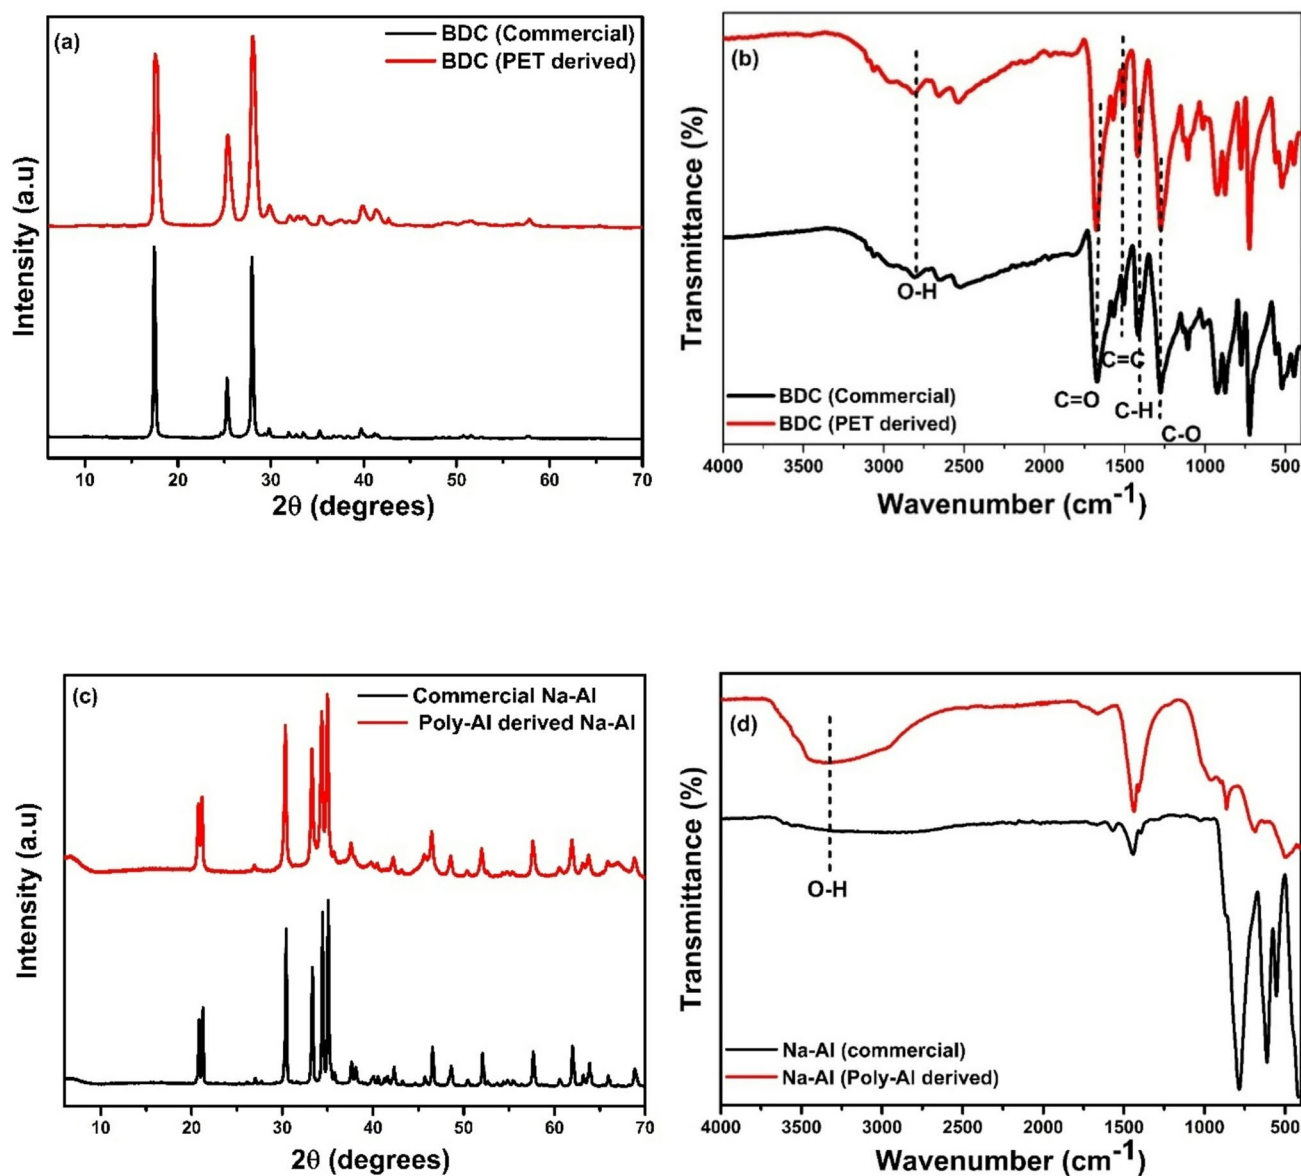 (a)
BDC (Commercial)
BDC (PET derived)
Intensity (a.u)
10 20 30 40 50 60 70
2θ (degrees)
(b)
Transmittance (%)
O-H
C=C
C=O
C-H
C-O
BDC (Commercial)
BDC (PET derived)
4000 3500 3000 2500 2000 1500 1000 500
Wavenumber (cm-1)
(c)
Commercial Na-Al
Poly-Al derived Na-Al
Intensity (a.u)
10 20 30 40 50 60 70
2θ (degrees)
(d)
Transmittance (%)
O-H
Na-Al (commercial)
Na-Al (Poly-Al derived)
4000 3500 3000 2500 2000 1500 1000 500
Wavenumber (cm-1)